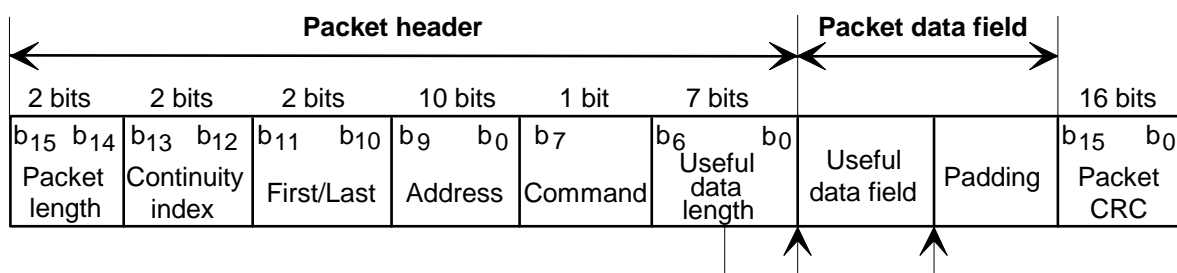 Packet header Packet data field
2 bits 2 bits 2 bits 10 bits 1 bit 7 bits 16 bits
b15 b14 b13 b12 b11 b10 b9 b0 b7 b6 b0 b15 b0
Packet length
Continuity index
First/Last
Address
Command
Useful data length
Useful data field
Padding
Packet CRC